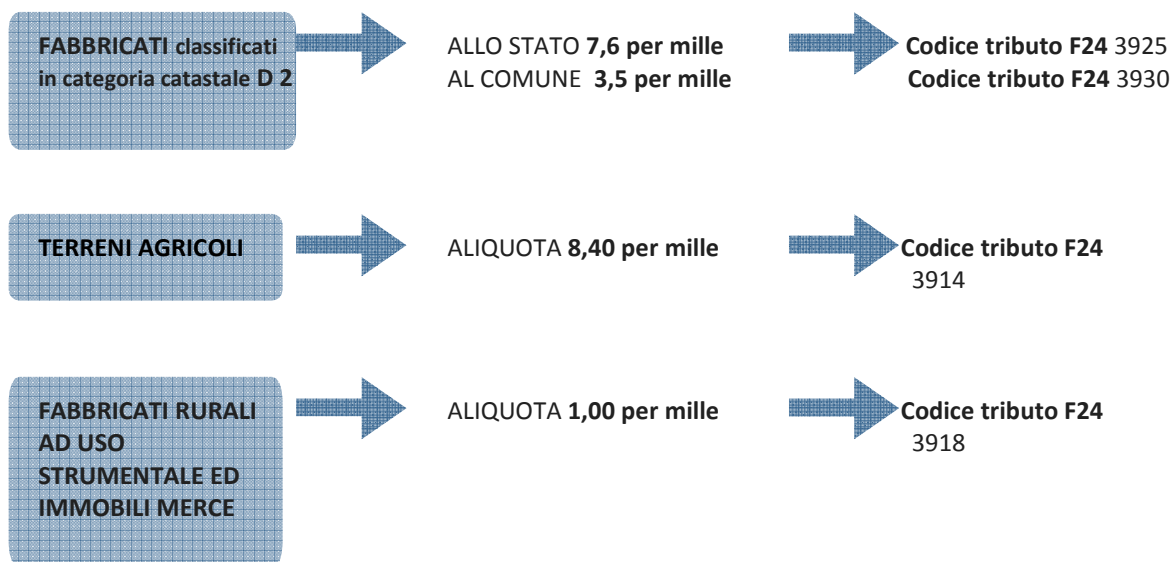 FABBRICATI classificati
in categoria catastale D 2
ALLO STATO 7,6 per mille
AL COMUNE 3,5 per mille
Codice tributo F24 3925
Codice tributo F24 3930
TERRENI AGRICOLI
ALIQUOTA 8,40 per mille
Codice tributo F24
3914
FABBRICATI RURALI
AD USO
STRUMENTALE ED
IMMOBILI MERCE
ALIQUOTA 1,00 per mille
Codice tributo F24
3918